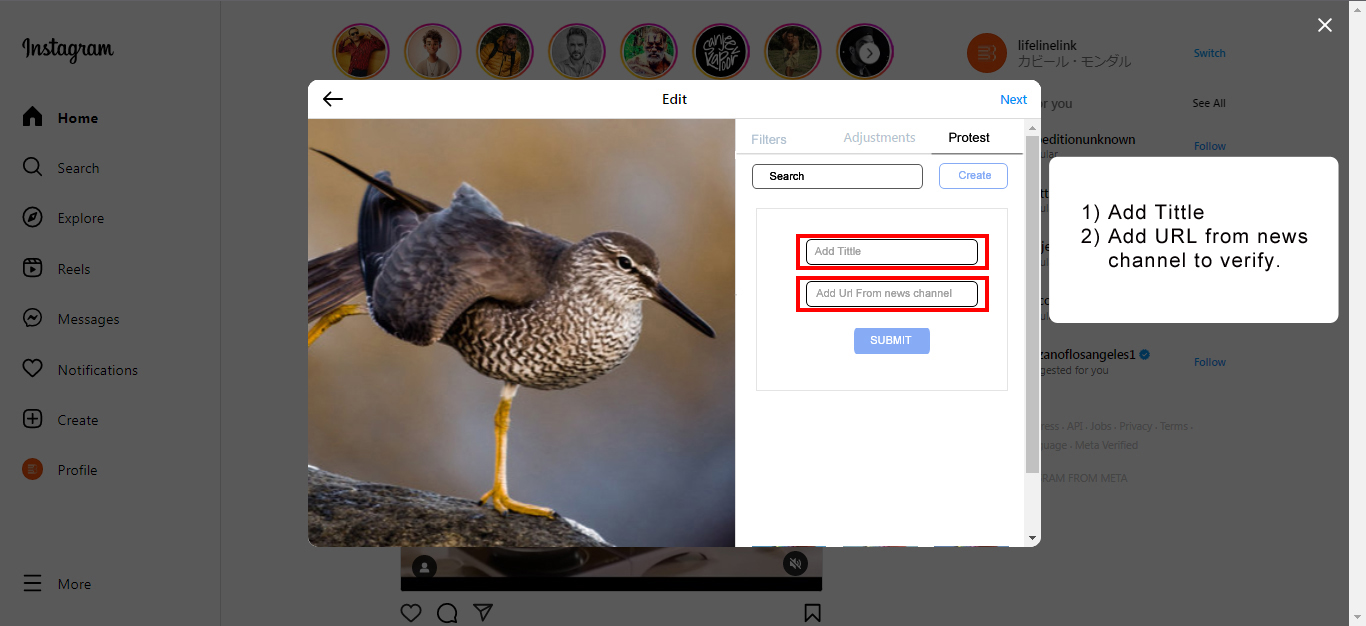 Instagram
Home
Search
Explore
Reels
Messages
Notifications
Create
Profile
More
Edit
Next
Filters
Adjustments
Protest
Search
Create
Add Tittle
Add Url From news channel
SUBMIT
lifelinelink
カビール・モンダル
Switch
or you
See All
peditionunknown
ular
Follow
1) Add Tittle
2) Add URL from news
channel to verify.
zanoflosangeles1
gested for you
Follow
ress · API · Jobs · Privacy · Terms ·
guage · Meta Verified
GRAM FROM META